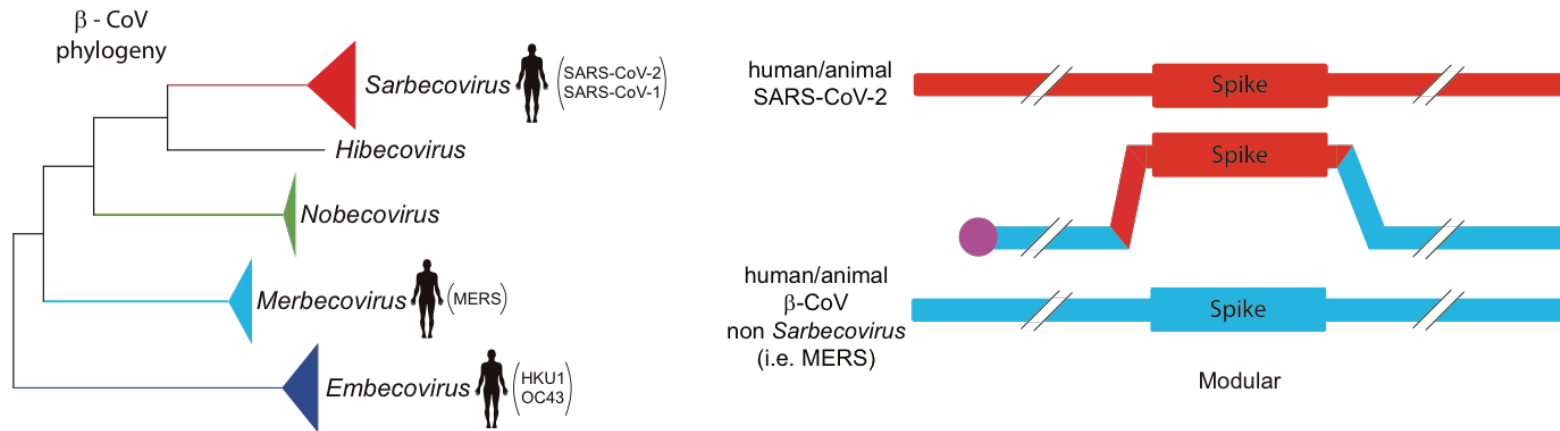 β - CoV
phylogeny
Sarbecovirus
(SARS-CoV-2
SARS-CoV-1)
Hibecovirus
Nobecovirus
Merbecovirus
(MERS)
Embecovirus
(HKU1
OC43)
human/animal
SARS-CoV-2
Spike
Spike
human/animal
β-CoV
non Sarbecovirus
(i.e. MERS)
Spike
Modular